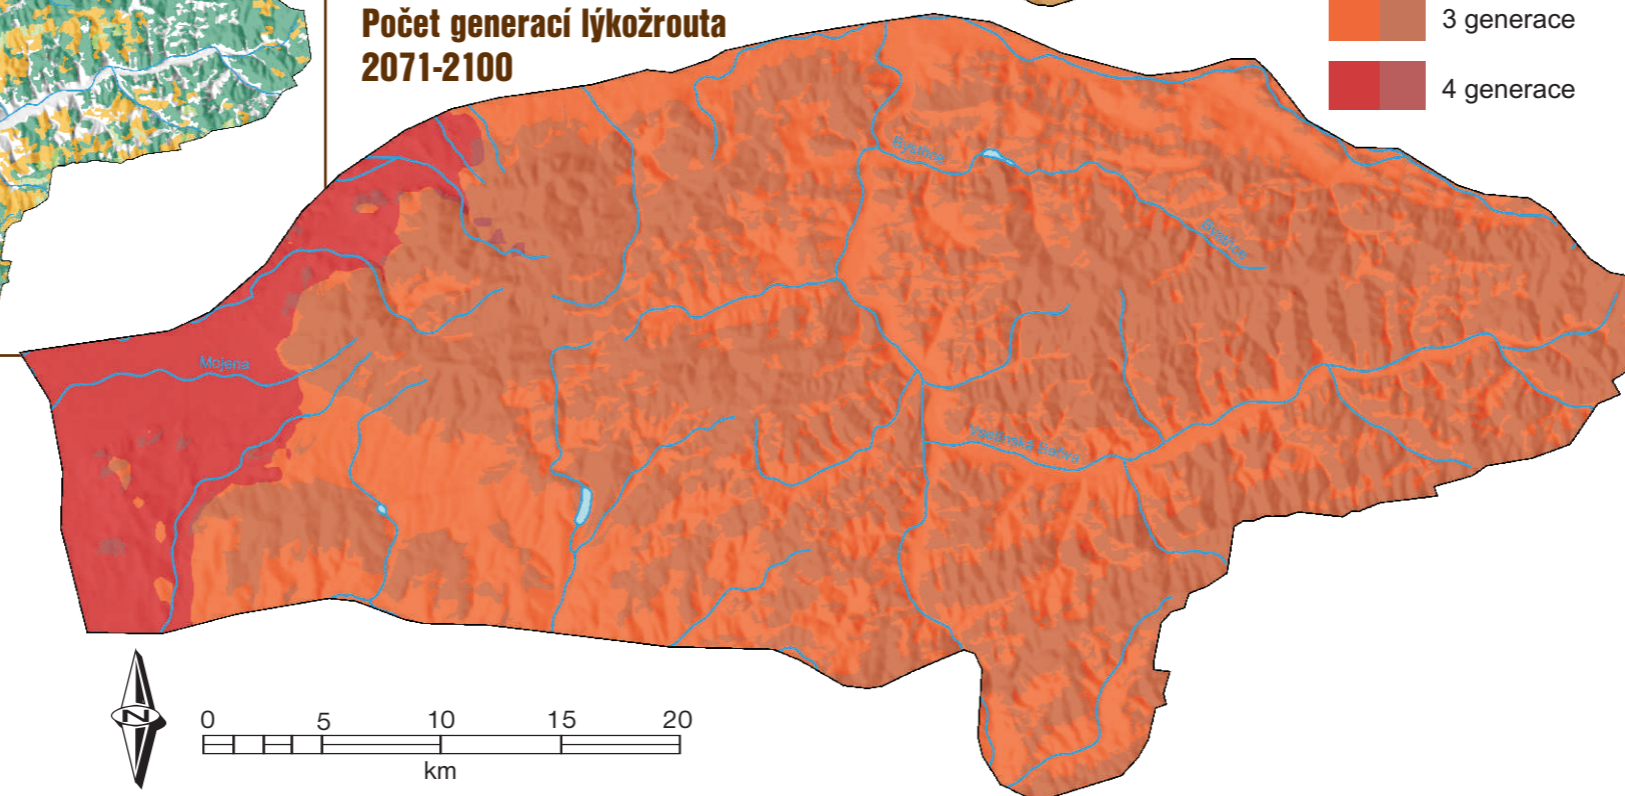 Počet generací lýkožrouta
2071-2100
3 generace
4 generace
Bystřice
Bystřice
Mojena
Vsetínská Bečva
N
0 5 10 15 20
km